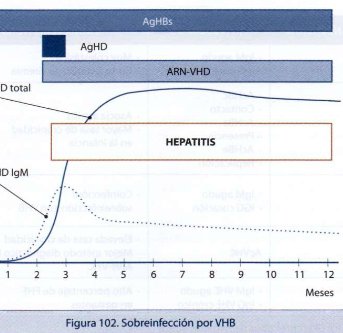 AgHBs
AgHD
ARN-VHD
D total
HEPATITIS
D IgM
1 2 3 4 5 6 7 8 9 10 11 12
Meses
Figura 102. Sobreinfección por VHB